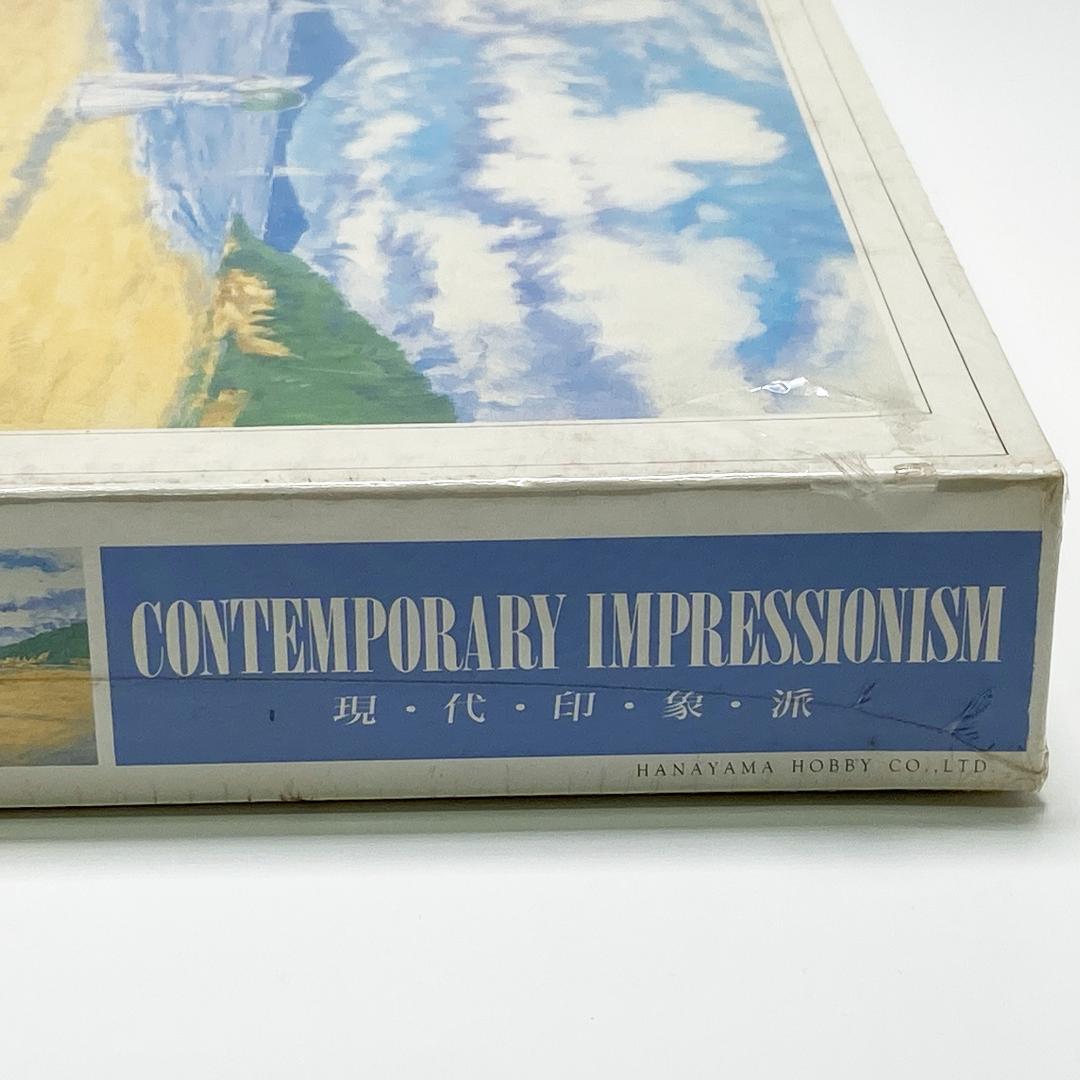 CONTEMPORARY IMPRESSIONISM
現・代・印・象・派
HANAYAMA HOBBY CO.,LTD.